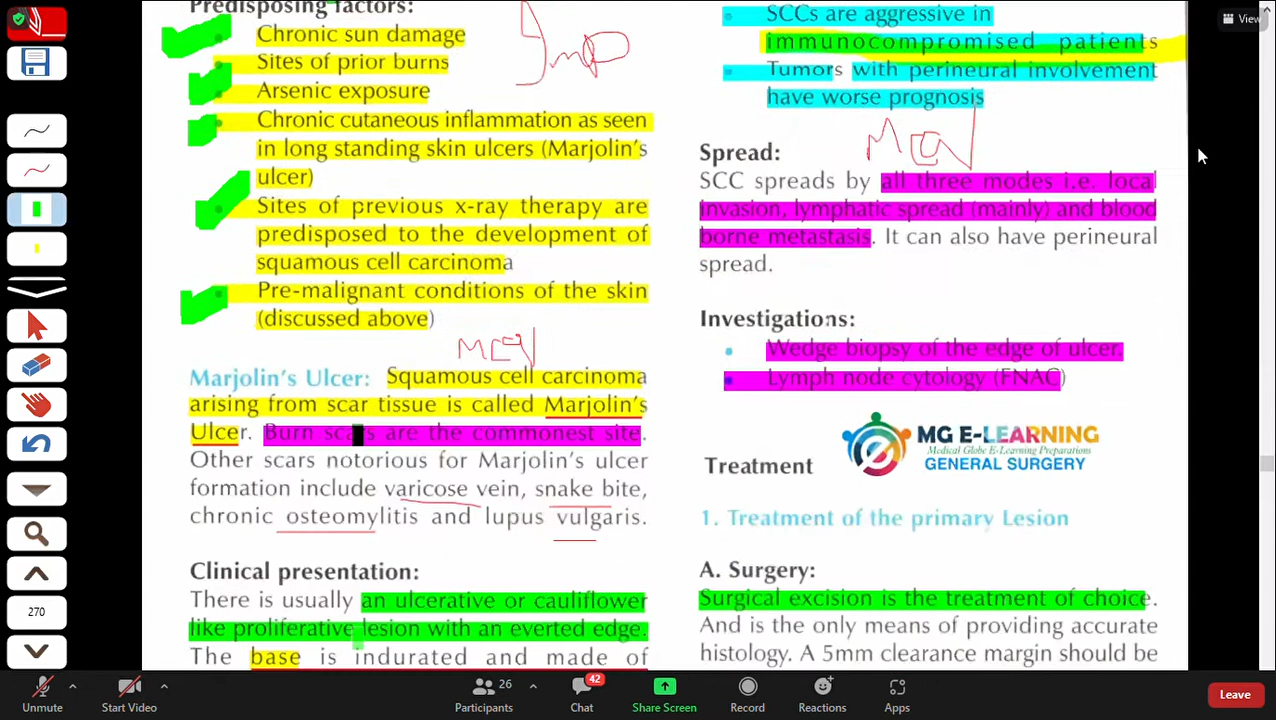 Predisposing factors:
Chronic sun damage
Sites of prior burns
Arsenic exposure
Chronic cutaneous inflammation as seen
in long standing skin ulcers (Marjolin's
ulcer)
Sites of previous x-ray therapy are
predisposed to the development of
squamous cell carcinoma
Pre-malignant conditions of the skin
(discussed above)
Imp
MCQ
Marjolin's Ulcer: Squamous cell carcinoma
arising from scar tissue is called Marjolin's
Ulcer. Burn scars are the commonest site.
Other scars notorious for Marjolin's ulcer
formation include varicose vein, snake bite,
chronic osteomylitis and lupus vulgaris.
Clinical presentation:
There is usually an ulcerative or cauliflower
like proliferative lesion with an everted edge.
The base is indurated and made of
SCCs are aggressive in
immunocompromised patients
Tumors with perineural involvement
have worse prognosis
MCQ
Spread:
SCC spreads by all three modes i.e. local
invasion, lymphatic spread (mainly) and blood
borne metastasis. It can also have perineural
spread.
Investigations:
Wedge biopsy of the edge of ulcer.
Lymph node cytology (FNAC)
MG E-LEARNING
Medical Globe E-Learning Preparations
GENERAL SURGERY
Treatment
1. Treatment of the primary Lesion
A. Surgery:
Surgical excision is the treatment of choice.
And is the only means of providing accurate
histology. A 5mm clearance margin should be
View
270
Unmute
Start Video
26
Participants
42
Chat
Share Screen
Record
Reactions
Apps
Leave